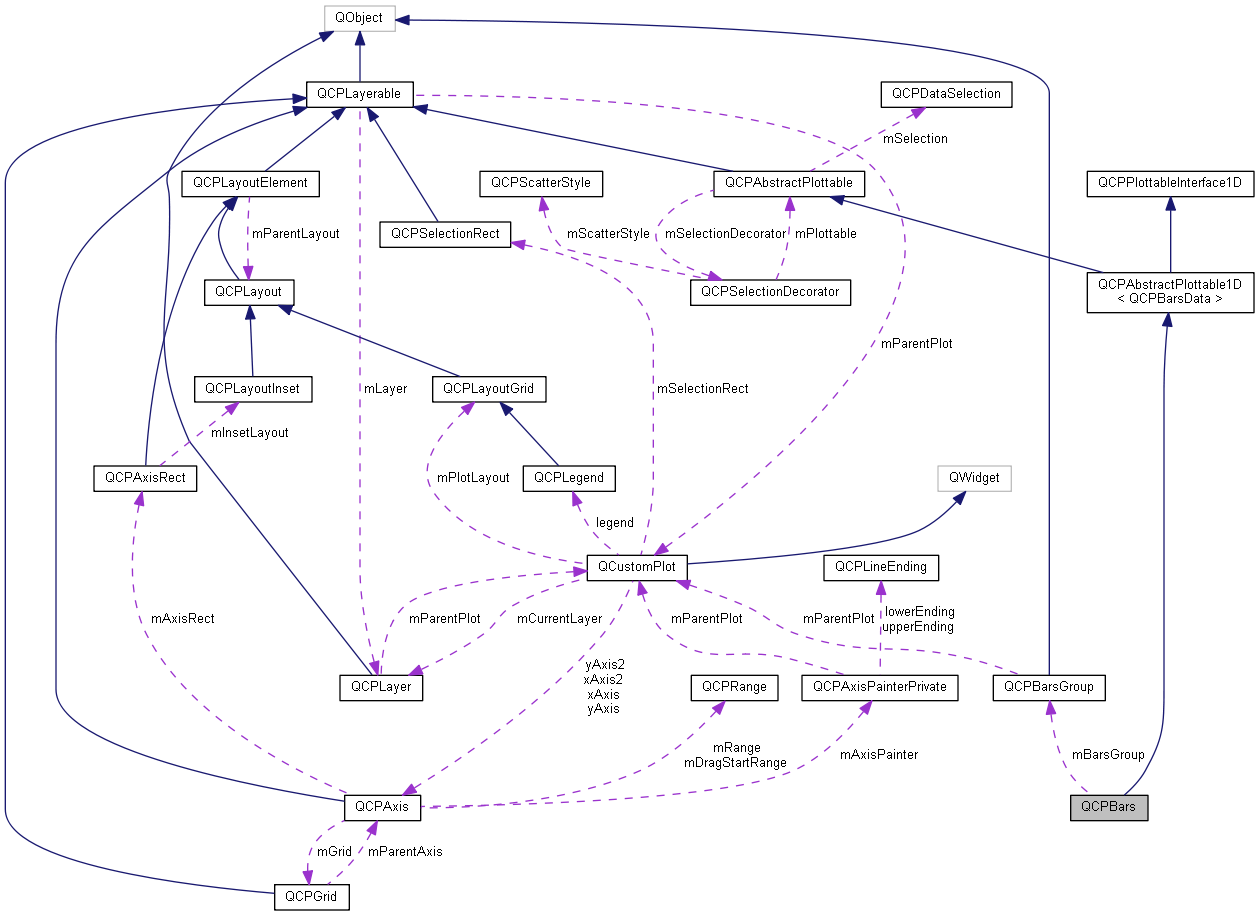 QObject
QCPLayerable
QCPDataSelection
mSelection
QCPLayoutElement
QCPScatterStyle
QCPAbstractPlottable
QCPPlottableInterface1D
mParentLayout
QCPSelectionRect
mScatterStyle
mSelectionDecorator
mPlottable
QCPLayout
QCPSelectionDecorator
QCPAbstractPlottable1D
< QCPBarsData >
mParentPlot
QCPLayoutInset
mLayer
QCPLayoutGrid
mSelectionRect
mInsetLayout
QCPAxisRect
mPlotLayout
QCPLegend
QWidget
legend
QCustomPlot
QCPLineEnding
mAxisRect
mParentPlot
mCurrentLayer
mParentPlot
mParentPlot
lowerEnding
upperEnding
yAxis2
xAxis2
xAxis
yAxis
QCPLayer
QCPRange
QCPAxisPainterPrivate
QCPBarsGroup
mRange
mDragStartRange
mAxisPainter
mBarsGroup
QCPAxis
QCPBars
mGrid
mParentAxis
QCPGrid